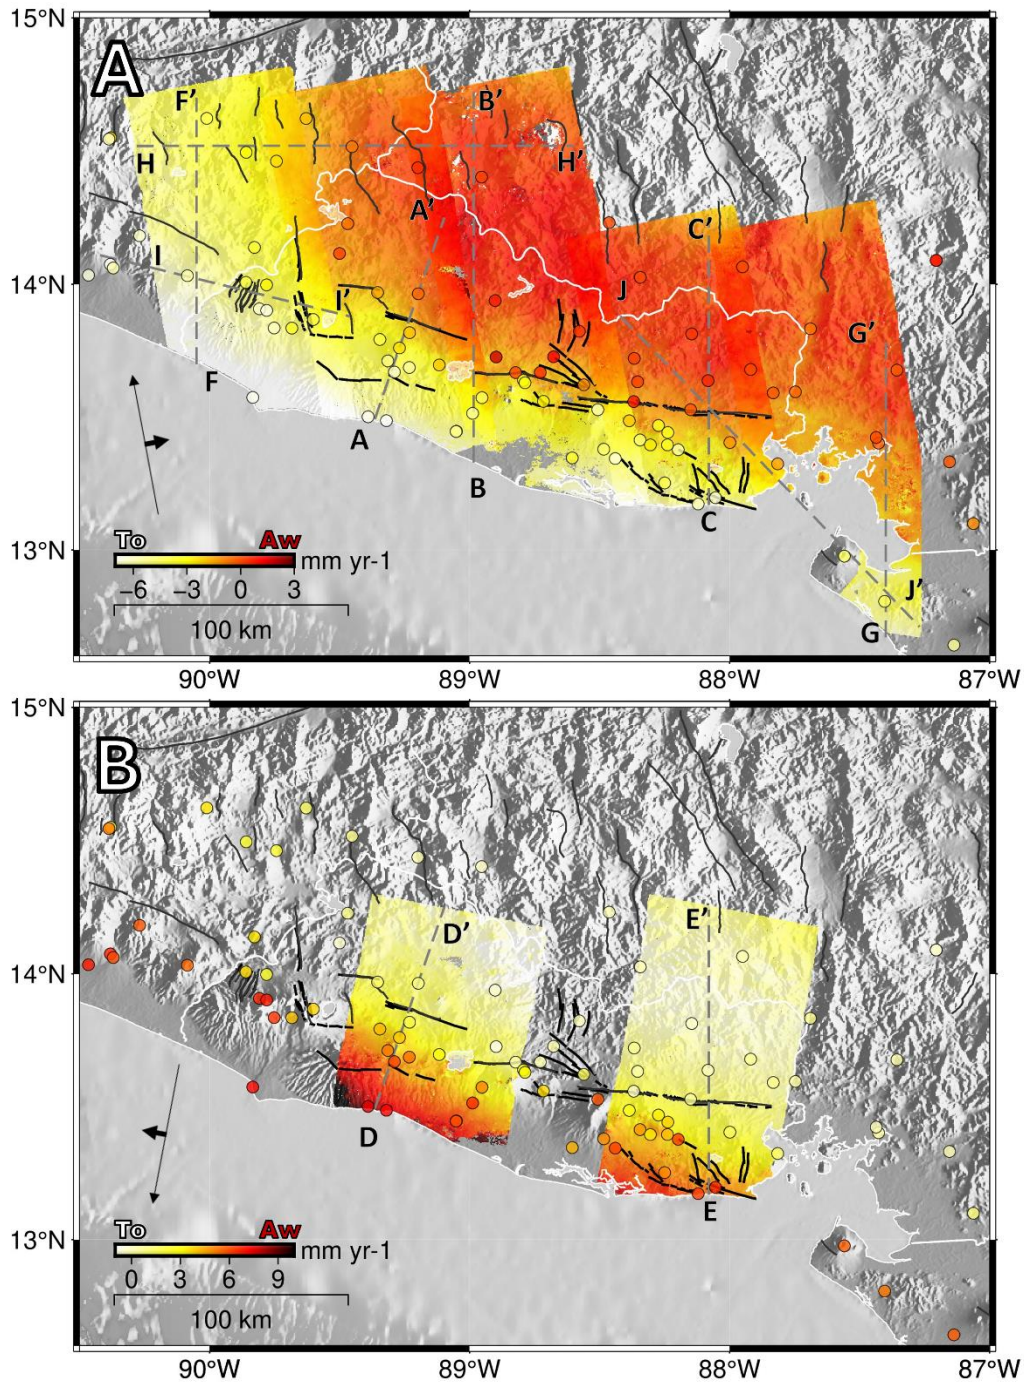 15°N
A
F'
B'
H
H'
A'
C'
I
J
14°N
I'
G'
F
A
B
C
To Aw
mm yr-1
13°N
−6 −3 0 3
J'
100 km
G
90°W 89°W 88°W 87°W
15°N
B
D'
E'
14°N
D
E
To Aw
13°N
mm yr-1
0 3 6 9
100 km
90°W 89°W 88°W 87°W